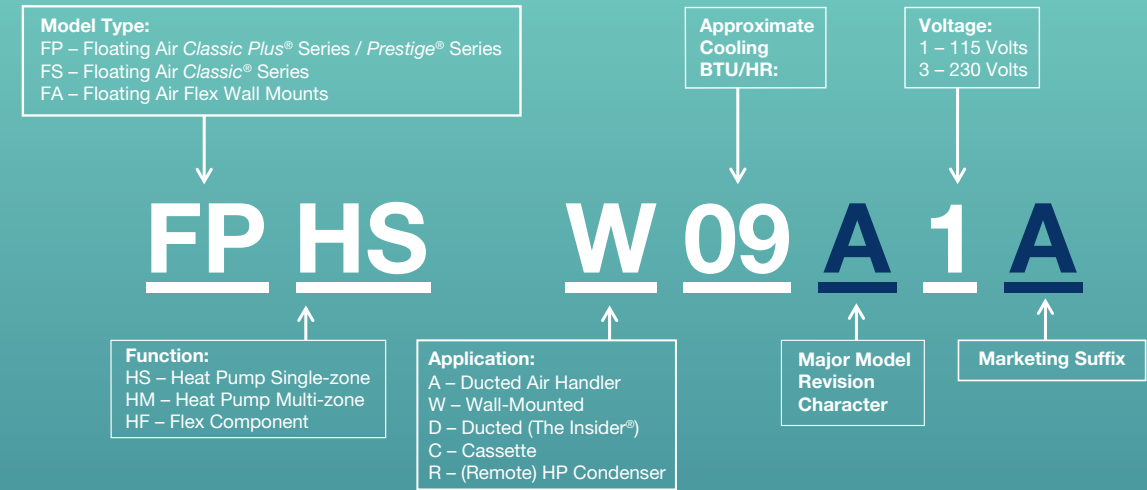 Model Type:
FP – Floating Air Classic Plus® Series / Prestige® Series
FS – Floating Air Classic® Series
FA – Floating Air Flex Wall Mounts
Approximate
Cooling
BTU/HR:
Voltage:
1 – 115 Volts
3 – 230 Volts
FP HS W 09 A 1 A
Function:
HS – Heat Pump Single-zone
HM – Heat Pump Multi-zone
HF – Flex Component
Application:
A – Ducted Air Handler
W – Wall-Mounted
D – Ducted (The Insider®)
C – Cassette
R – (Remote) HP Condenser
Major Model
Revision
Character
Marketing Suffix